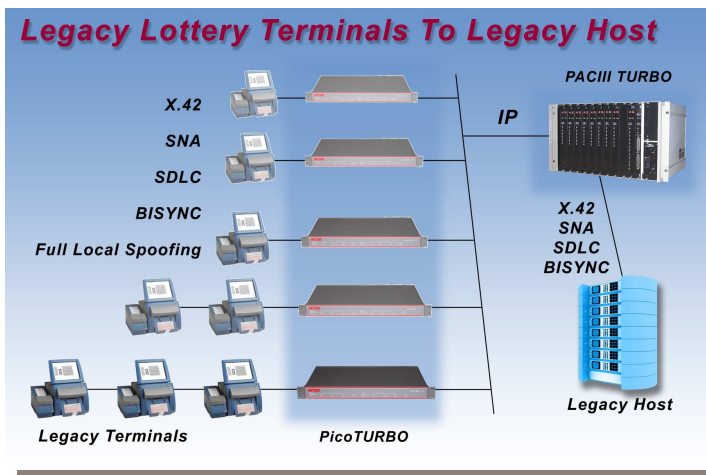 Legacy Lottery Terminals To Legacy Host
PACIII TURBO
X.42
SNA
SDLC
BISYNC
Full Local Spoofing
IP
X.42
SNA
SDLC
BISYNC
Legacy Host
Legacy Terminals
PicoTURBO